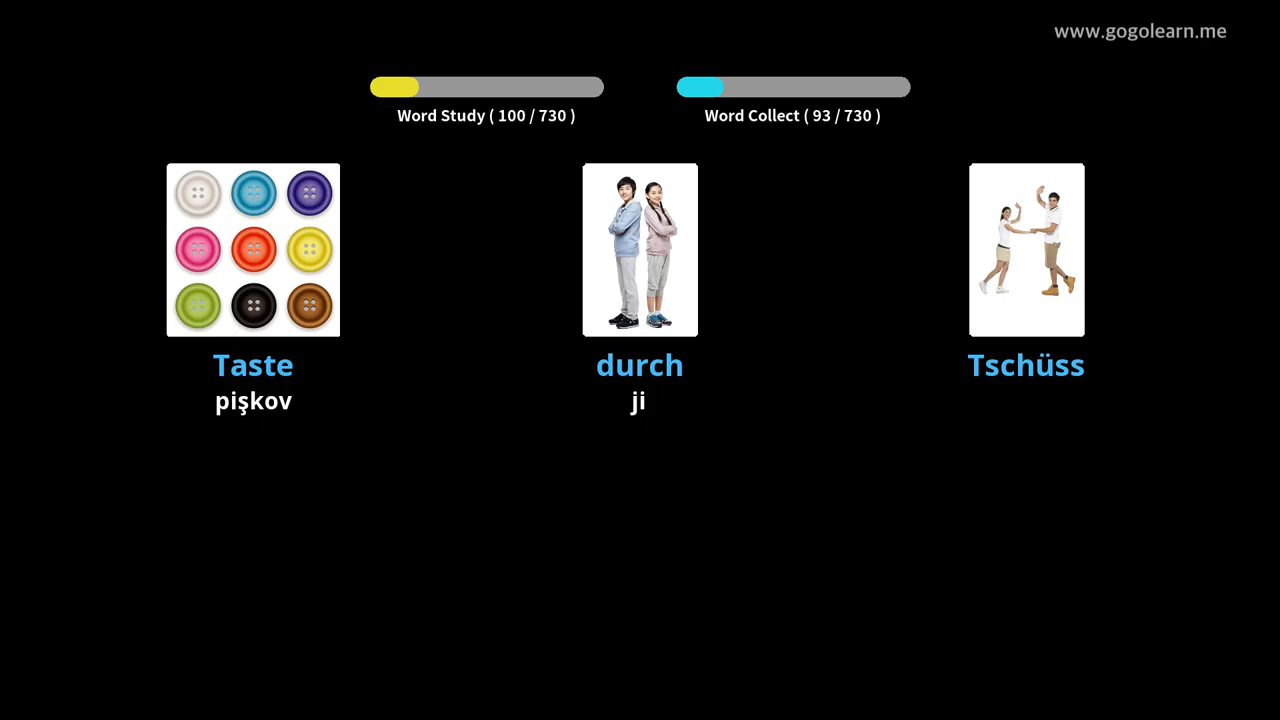 www.gogolearn.me
Word Study ( 100 / 730 )
Word Collect ( 93 / 730 )
Taste
pişkov
durch
ji
Tschüss